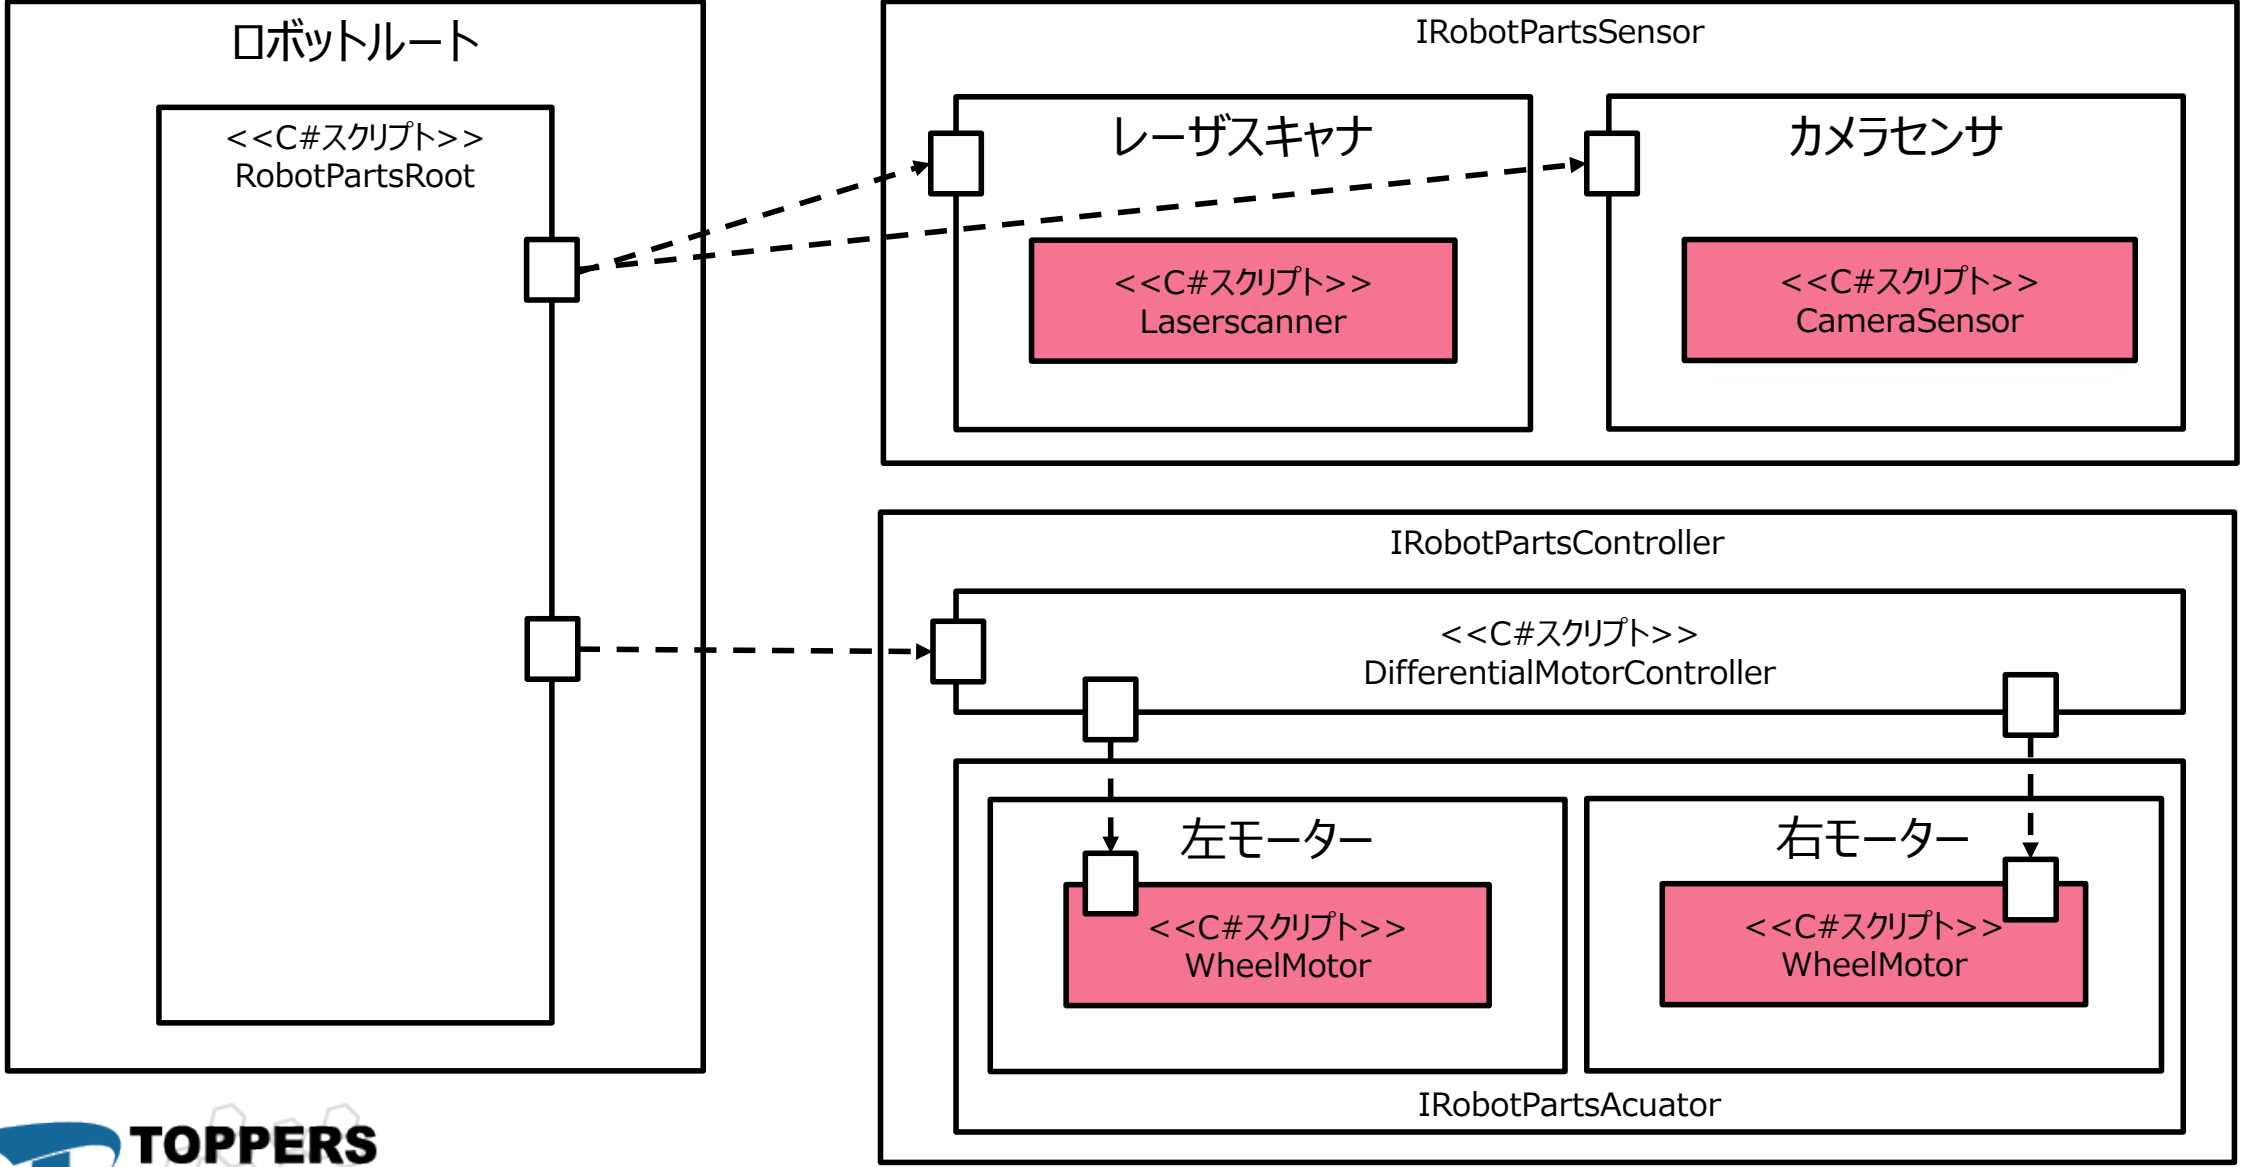 ロボットルート
<<C#スクリプト>>
RobotPartsRoot
IRobotPartsSensor
レーザスキャナ
<<C#スクリプト>>
Laserscanner
カメラセンサ
<<C#スクリプト>>
CameraSensor
IRobotPartsController
<<C#スクリプト>>
DifferentialMotorController
左モーター
<<C#スクリプト>>
WheelMotor
右モーター
<<C#スクリプト>>
WheelMotor
IRobotPartsAcuator
TOPPERS